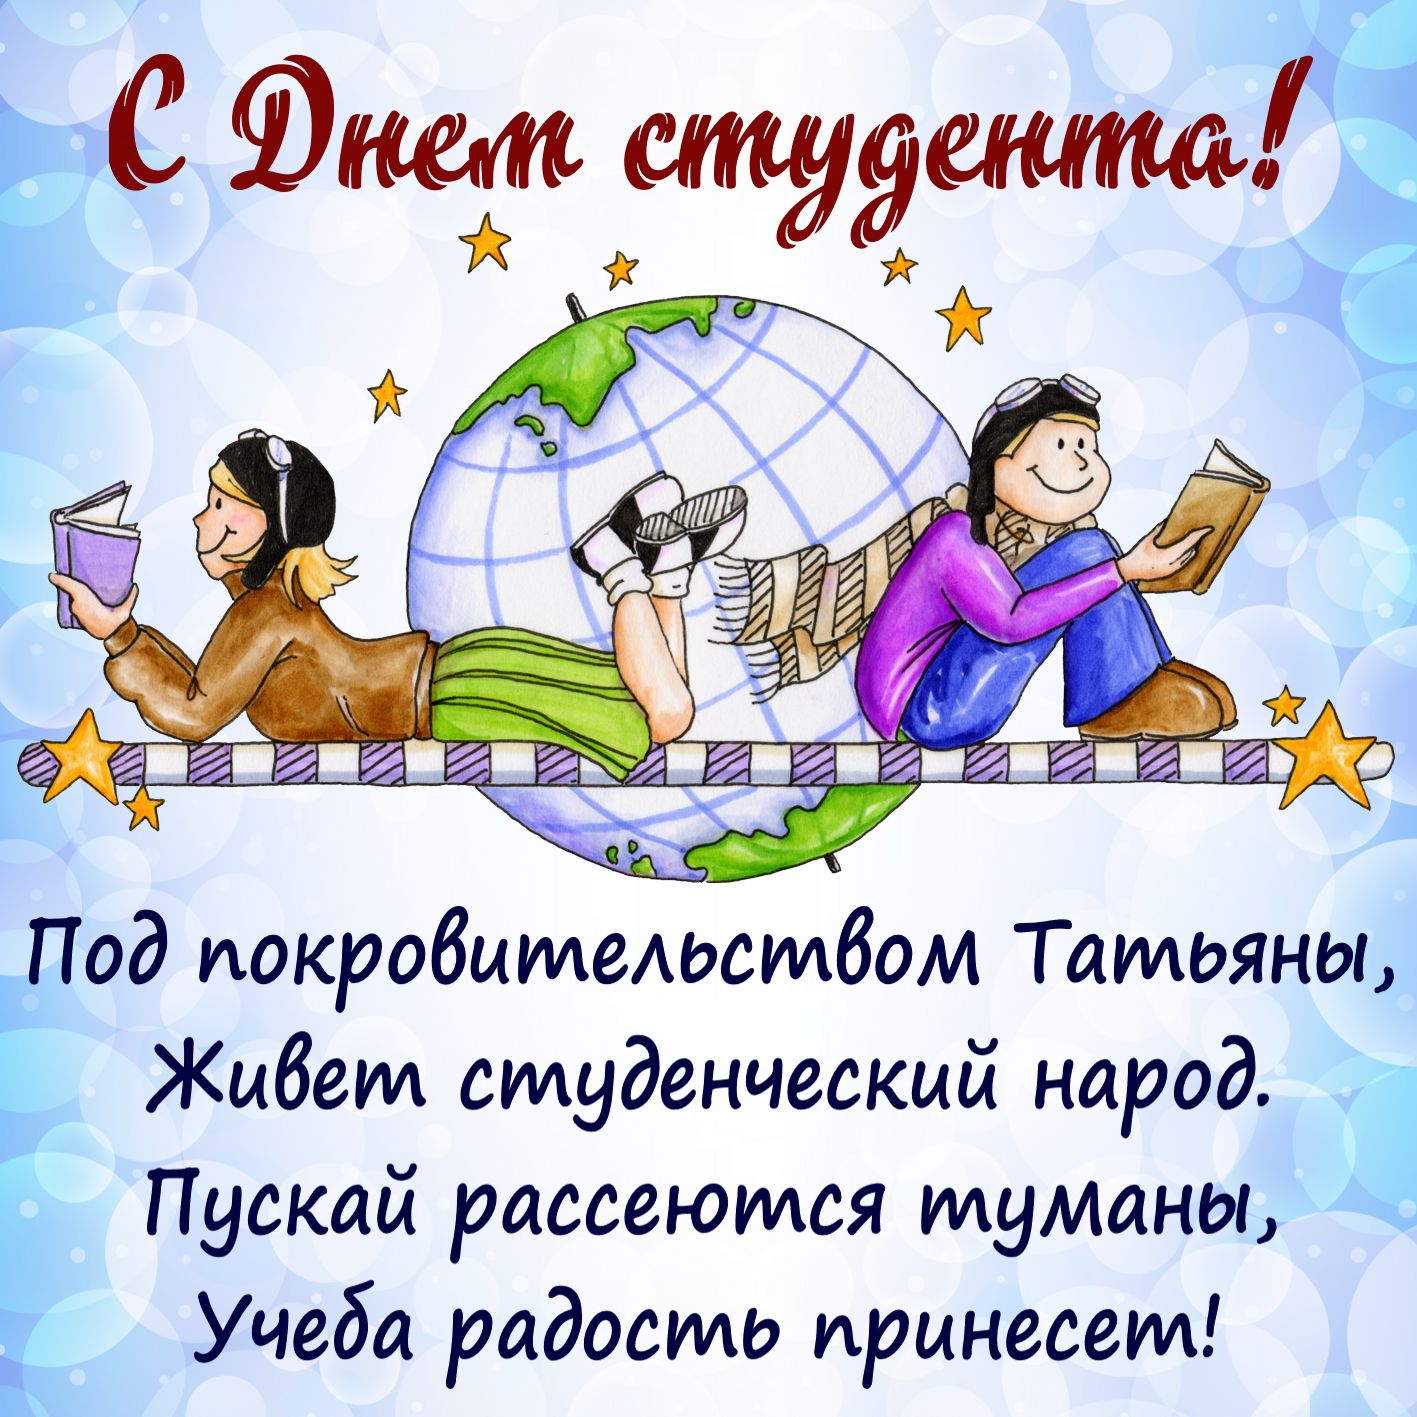 С Днем студента!
Под покровительством Татьяны,
Живет студенческий народ.
Пускай рассеются туманы,
Учеба радость принесет!